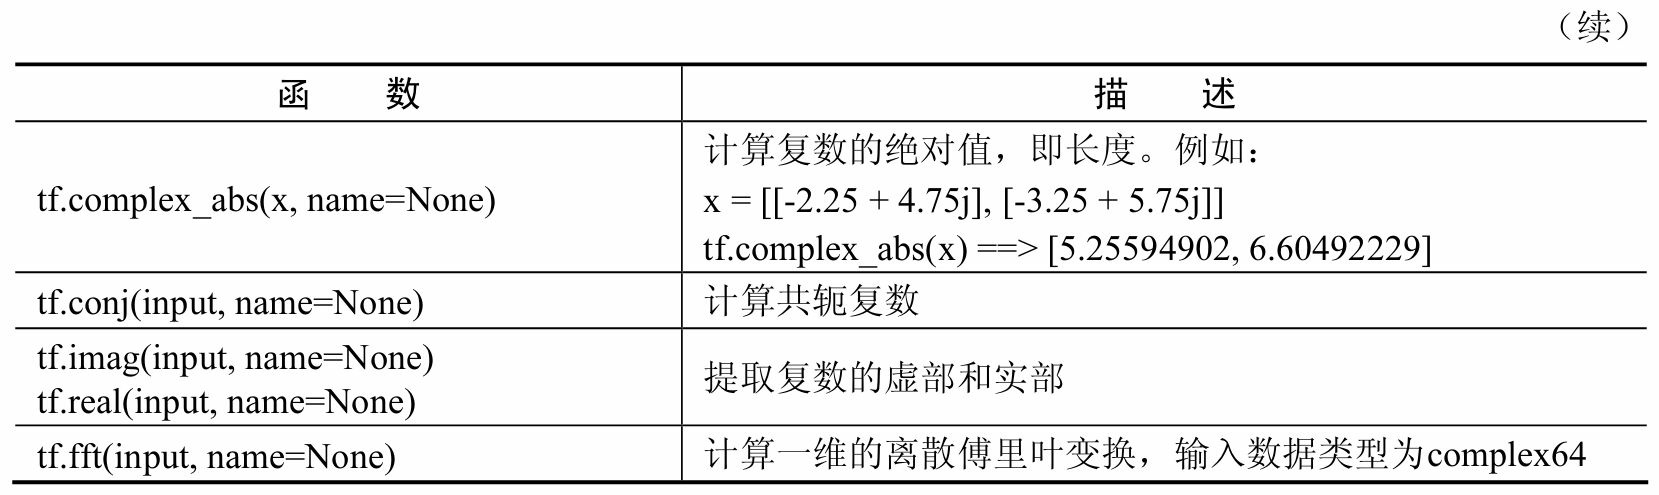 （续）
函 数 描 述
tf.complex_abs(x, name=None)
计算复数的绝对值，即长度。例如：
x = [[-2.25 + 4.75j], [-3.25 + 5.75j]]
tf.complex_abs(x) ==> [5.25594902, 6.60492229]
tf.conj(input, name=None) 计算共轭复数
tf.imag(input, name=None)
tf.real(input, name=None)
提取复数的虚部和实部
tf.fft(input, name=None) 计算一维的离散傅里叶变换，输入数据类型为complex64